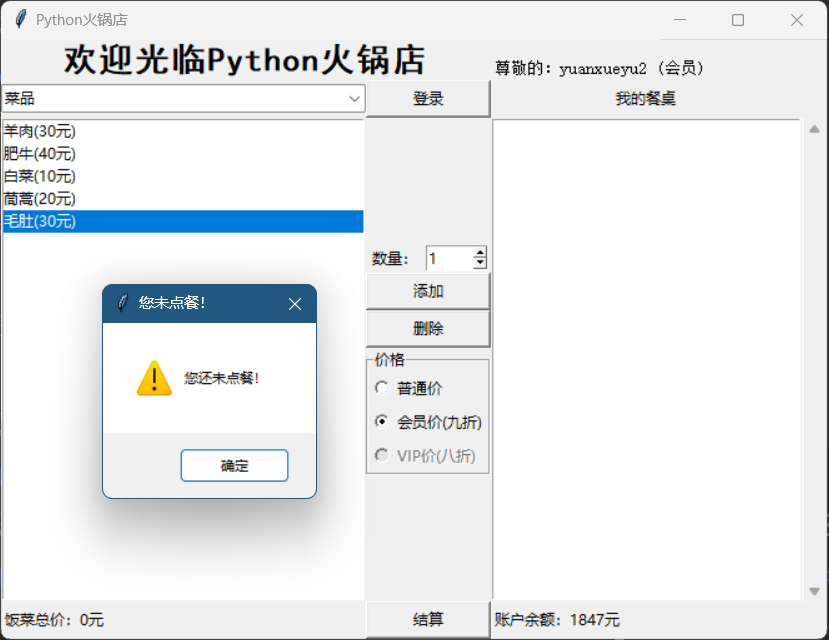 Python火锅店
欢迎光临Python火锅店
尊敬的：yuanxueyu2（会员）
菜品
登录
我的餐桌
羊肉(30元)
肥牛(40元)
白菜(10元)
茼蒿(20元)
毛肚(30元)
数量：
1
添加
删除
价格
普通价
会员价(九折)
VIP价(八折)
您未点餐！
您还未点餐！
确定
饭菜总价：0元
结算
账户余额：1847元